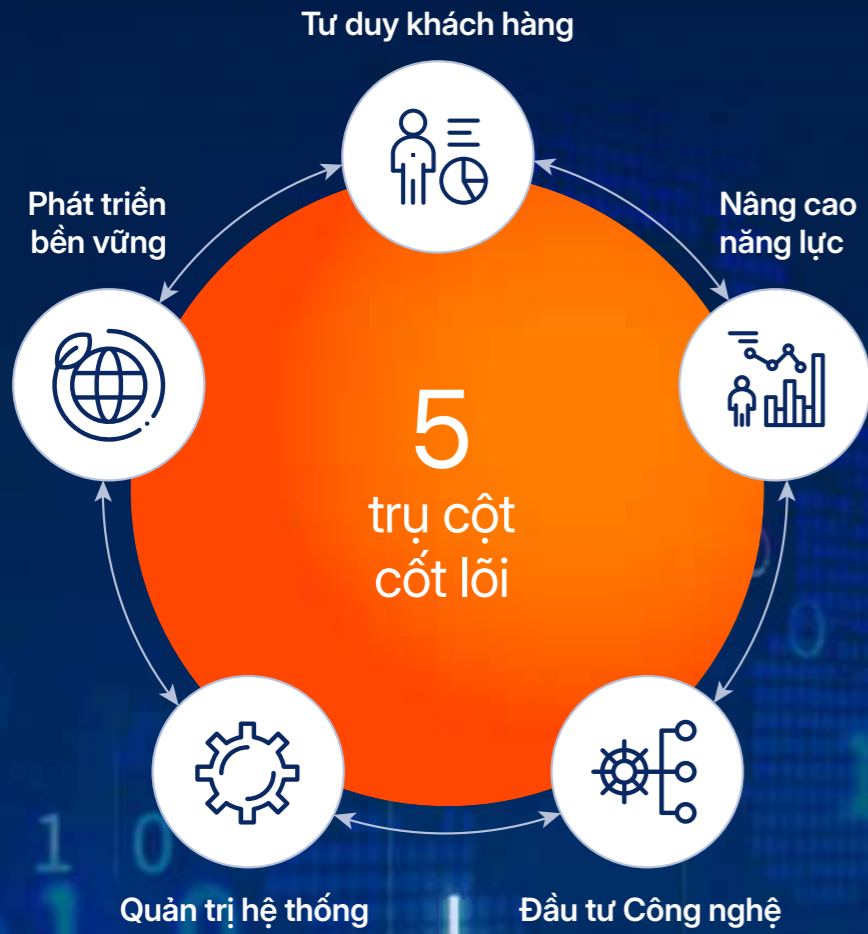 Tư duy khách hàng
Phát triển
bền vững
Nâng cao
năng lực
5
trụ cột
cốt lõi
Quản trị hệ thống
Đầu tư Công nghệ